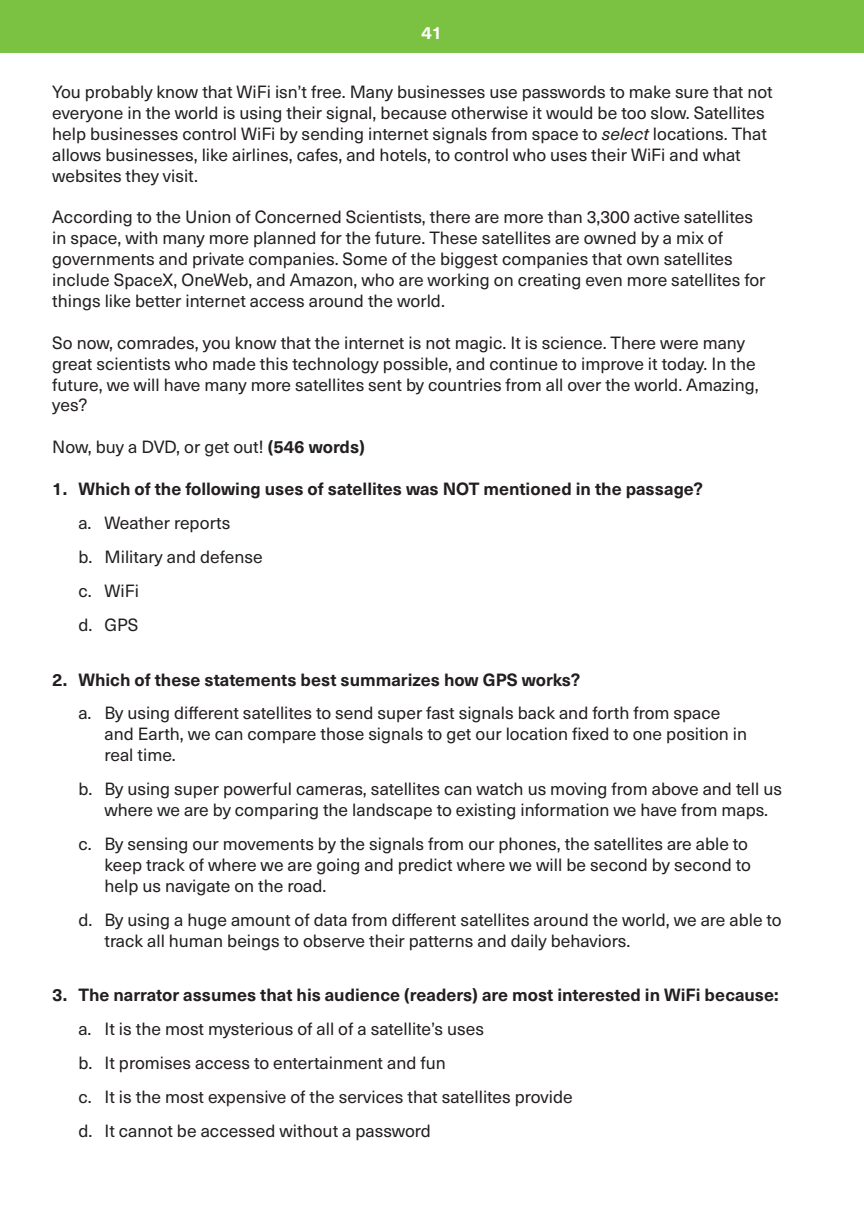 41
You probably know that WiFi isn't free. Many businesses use passwords to make sure that not
everyone in the world is using their signal, because otherwise it would be too slow. Satellites
help businesses control WiFi by sending internet signals from space to select locations. That
allows businesses, like airlines, cafes, and hotels, to control who uses their WiFi and what
websites they visit.
According to the Union of Concerned Scientists, there are more than 3,300 active satellites
in space, with many more planned for the future. These satellites are owned by a mix of
governments and private companies. Some of the biggest companies that own satellites
include SpaceX, OneWeb, and Amazon, who are working on creating even more satellites for
things like better internet access around the world.
So now, comrades, you know that the internet is not magic. It is science. There were many
great scientists who made this technology possible, and continue to improve it today. In the
future, we will have many more satellites sent by countries from all over the world. Amazing,
yes?
Now, buy a DVD, or get out! (546 words)
1. Which of the following uses of satellites was NOT mentioned in the passage?
a. Weather reports
b. Military and defense
c. WiFi
d. GPS
2. Which of these statements best summarizes how GPS works?
a. By using different satellites to send super fast signals back and forth from space
and Earth, we can compare those signals to get our location fixed to one position in
real time.
b. By using super powerful cameras, satellites can watch us moving from above and tell us
where we are by comparing the landscape to existing information we have from maps.
c. By sensing our movements by the signals from our phones, the satellites are able to
keep track of where we are going and predict where we will be second by second to
help us navigate on the road.
d. By using a huge amount of data from different satellites around the world, we are able to
track all human beings to observe their patterns and daily behaviors.
3. The narrator assumes that his audience (readers) are most interested in WiFi because:
a. It is the most mysterious of all of a satellite's uses
b. It promises access to entertainment and fun
c. It is the most expensive of the services that satellites provide
d. It cannot be accessed without a password